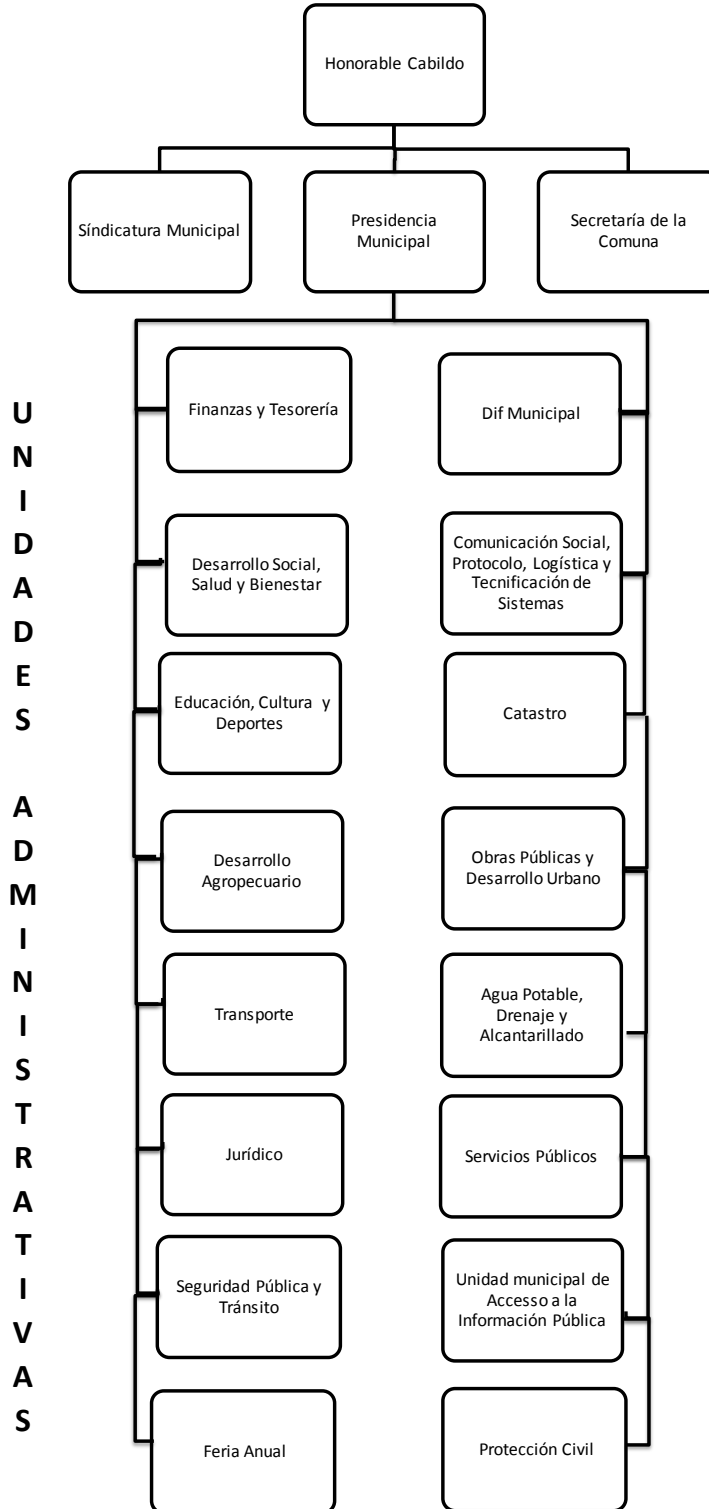 Honorable Cabildo
Síndicatura Municipal
Presidencia
Municipal
Secretaría de la
Comuna
UNIDADES ADMINISTRATIVAS
Finanzas y Tesorería
Dif Municipal
Desarrollo Social,
Salud y Bienestar
Comunicación Social,
Protocolo, Logística y
Tecnificación de
Sistemas
Educación, Cultura y
Deportes
Catastro
Desarrollo
Agropecuario
Obras Públicas y
Desarrollo Urbano
Transporte
Agua Potable,
Drenaje y
Alcantarillado
Jurídico
Servicios Públicos
Seguridad Pública y
Tránsito
Unidad municipal de
Accesso a la
Información Pública
Feria Anual
Protección Civil